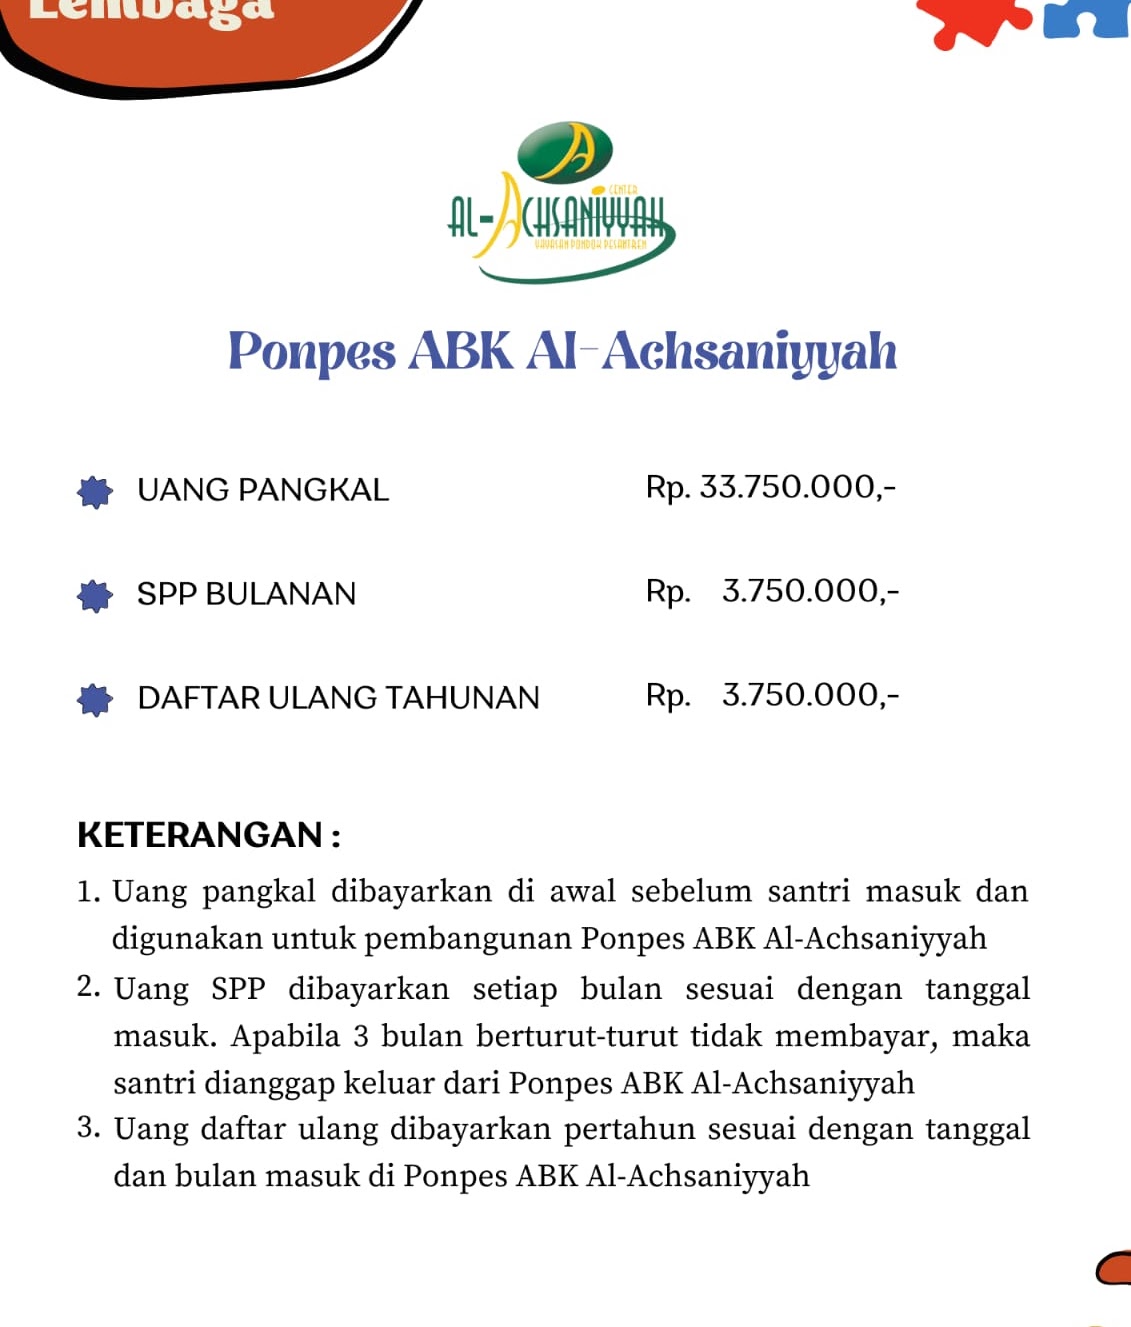 Lembaga
CENTER
AL-ACHSANIYYAH
YAYASAN PONDOK PESANTREN
Ponpes ABK Al-Achsaniyyah
UANG PANGKAL Rp. 33.750.000,-
SPP BULANAN Rp. 3.750.000,-
DAFTAR ULANG TAHUNAN Rp. 3.750.000,-
KETERANGAN :
1. Uang pangkal dibayarkan di awal sebelum santri masuk dan
digunakan untuk pembangunan Ponpes ABK Al-Achsaniyyah
2. Uang SPP dibayarkan setiap bulan sesuai dengan tanggal
masuk. Apabila 3 bulan berturut-turut tidak membayar, maka
santri dianggap keluar dari Ponpes ABK Al-Achsaniyyah
3. Uang daftar ulang dibayarkan pertahun sesuai dengan tanggal
dan bulan masuk di Ponpes ABK Al-Achsaniyyah